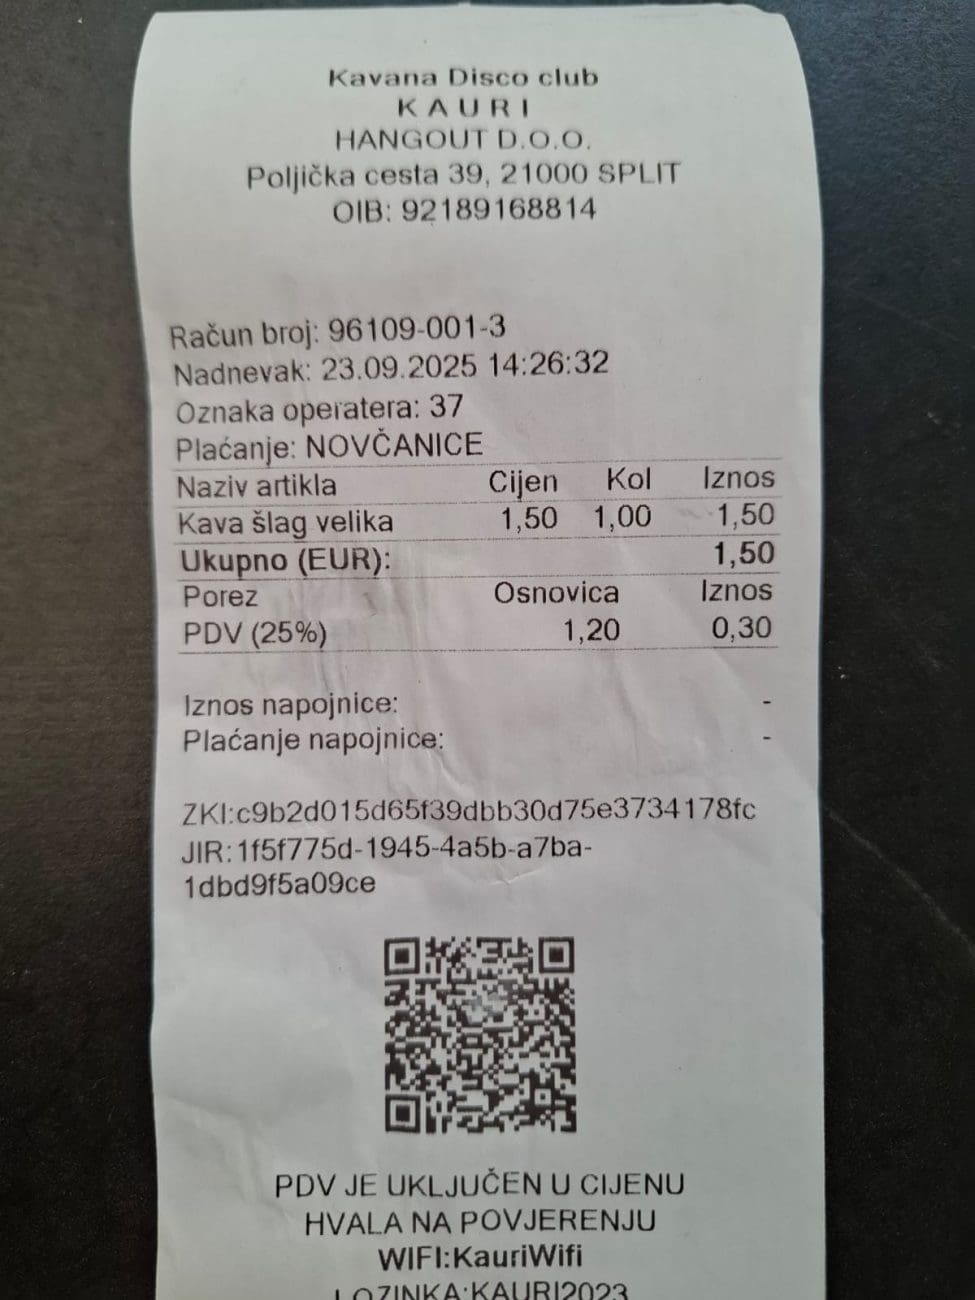 Kavana Disco club
KAURI
HANGOUT D.O.O.
Poljička cesta 39, 21000 SPLIT
OIB: 92189168814
Račun broj: 96109-001-3
Nadnevak: 23.09.2025 14:26:32
Oznaka operatera: 37
Plaćanje: NOVČANICE
Naziv artikla Cijen Kol Iznos
Kava šlag velika 1,50 1,00 1,50
Ukupno (EUR): 1,50
Porez Osnovica Iznos
PDV (25%) 1,20 0,30
Iznos napojnice: -
Plaćanje napojnice: -
ZKI:c9b2d015d65f39dbb30d75e3734178fc
JIR:1f5f775d-1945-4a5b-a7ba-
1dbd9f5a09ce
PDV JE UKLJUČEN U CIJENU
HVALA NA POVJERENJU
WIFI:KauriWifi
LOZINKA:KAURI2023